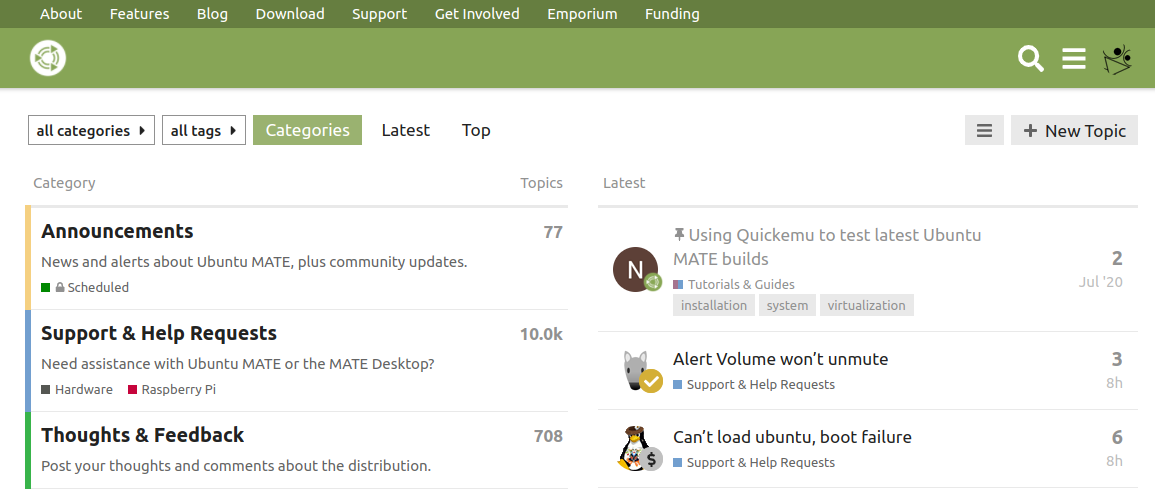 About Features Blog Download Support Get Involved Emporium Funding
all categories all tags Categories Latest Top New Topic
Category Topics
Announcements 77
News and alerts about Ubuntu MATE, plus community updates.
Scheduled
Support & Help Requests 10.0k
Need assistance with Ubuntu MATE or the MATE Desktop?
Hardware Raspberry Pi
Thoughts & Feedback 708
Post your thoughts and comments about the distribution.
Latest
N
Using Quickemu to test latest Ubuntu
MATE builds 2
Tutorials & Guides Jul '20
installation system virtualization
Alert Volume won’t unmute 3
Support & Help Requests 8h
Can’t load ubuntu, boot failure 6
$
Support & Help Requests 8h